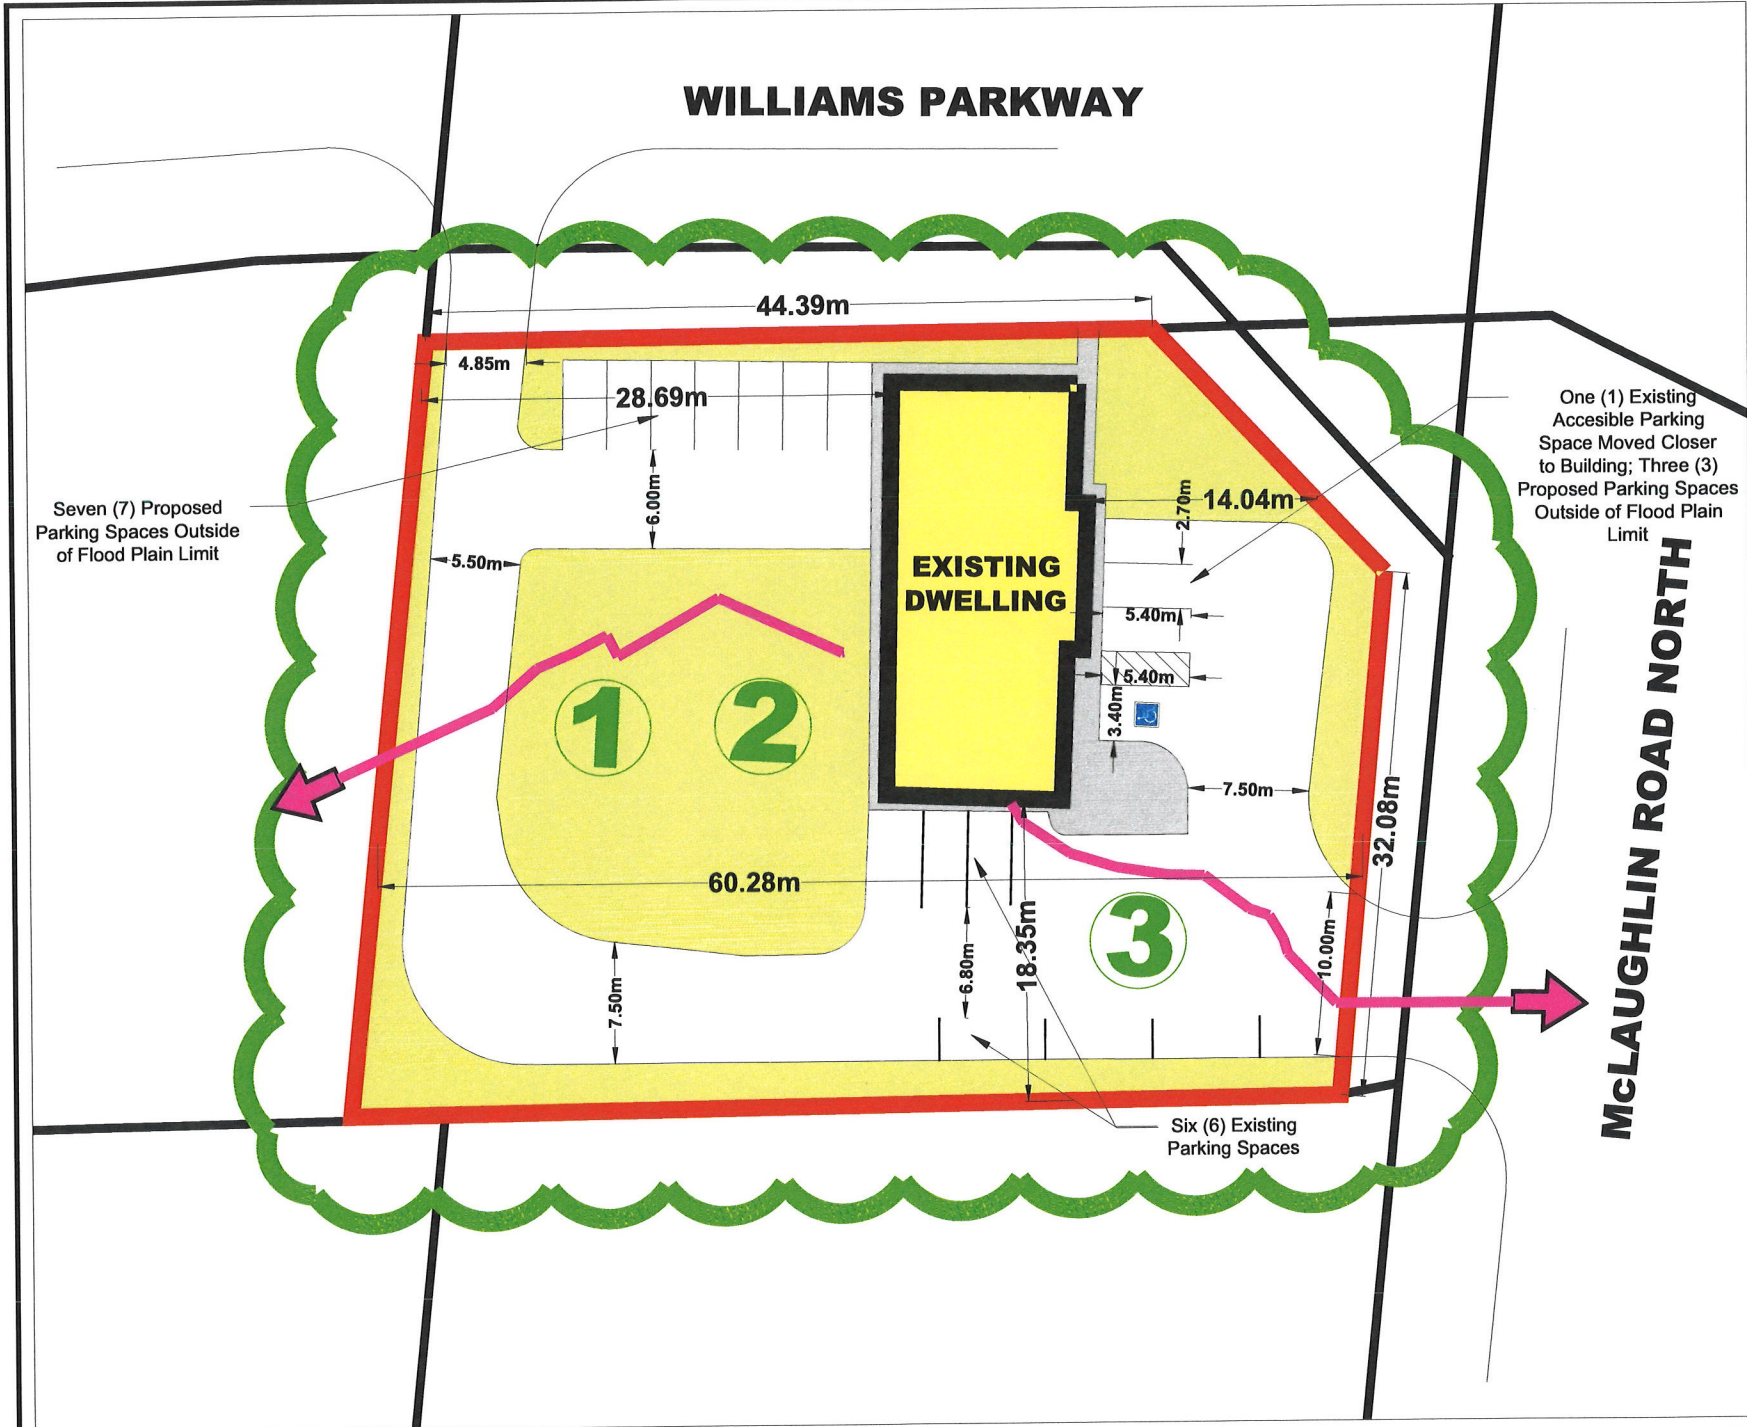 WILLIAMS PARKWAY
44.39m
4.85m
28.69m
One (1) Existing
Accesible Parking
Space Moved Closer
to Building; Three (3)
Proposed Parking Spaces
Outside of Flood Plain
Limit
Seven (7) Proposed
Parking Spaces Outside
of Flood Plain Limit
6.00m
2.70m
14.04m
5.50m
EXISTING
DWELLING
5.40m
5.40m
3.40m
1
2
7.50m
32.08m
McLAUGHLIN ROAD NORTH
60.28m
3
18.35m
6.80m
10.00m
7.50m
Six (6) Existing
Parking Spaces